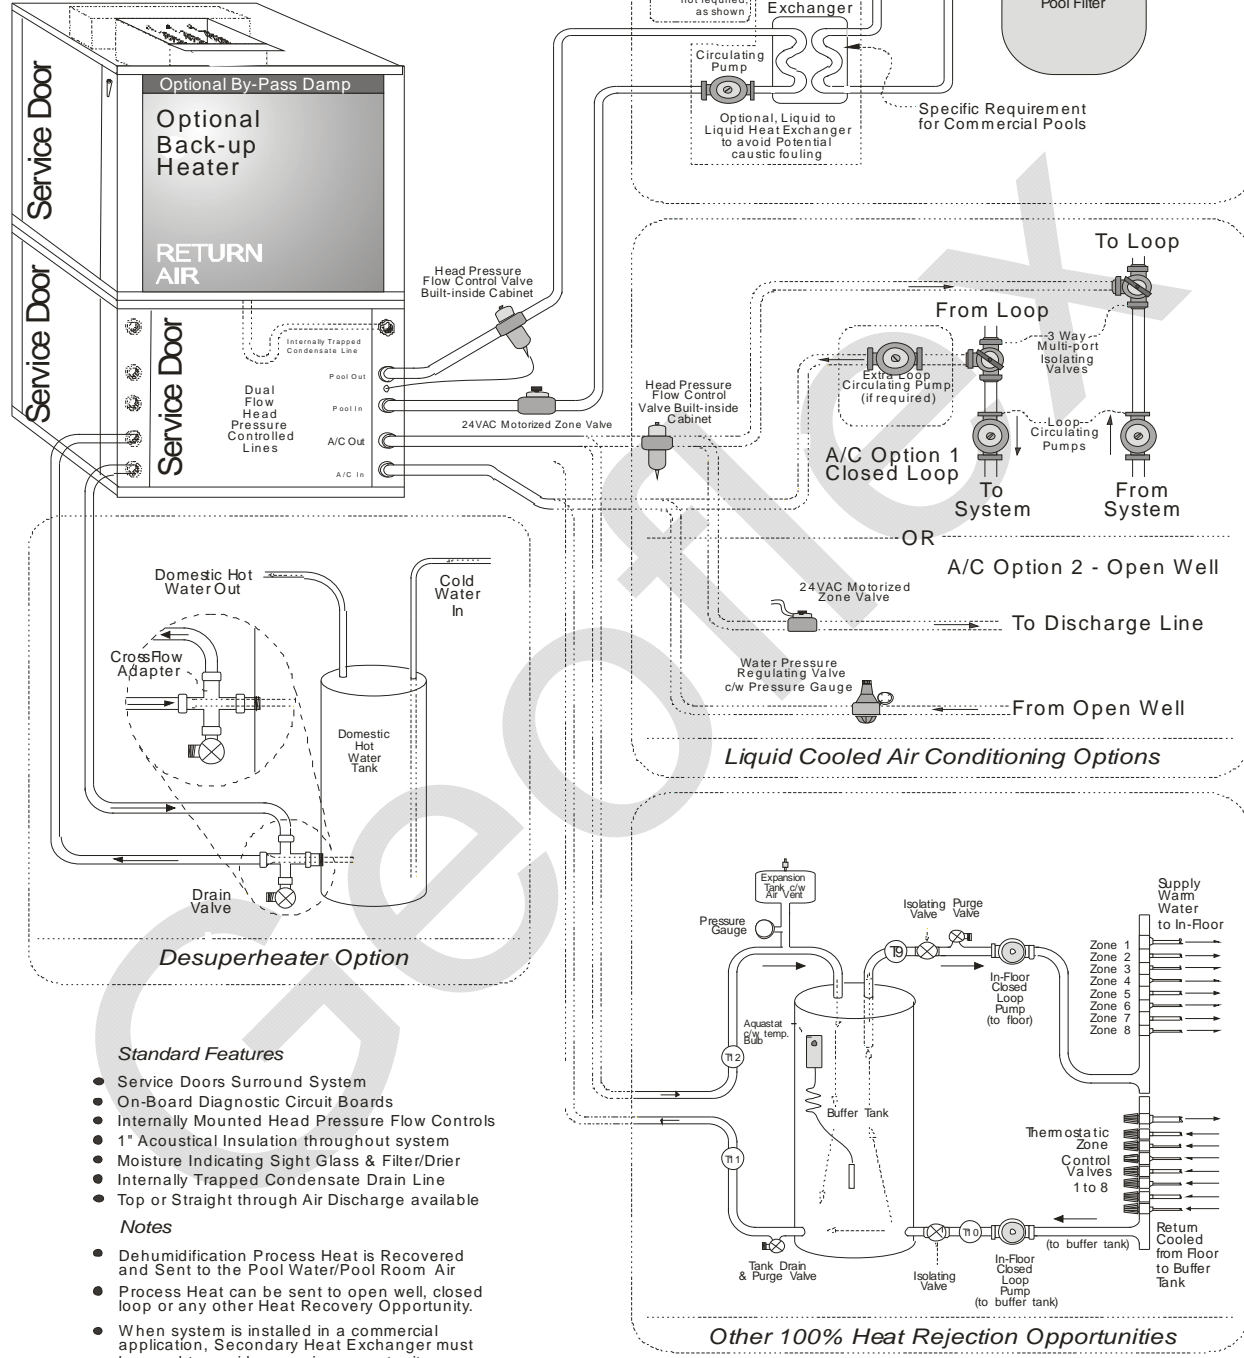 not required,
as shown
Exchanger
Pool Filter
Circulating
Pump
Optional, Liquid to
Liquid Heat Exchanger
to avoid Potential
caustic fouling
Specific Requirement
for Commercial Pools
Service Door
Service Door
Service Door
Optional By-Pass Damp
Optional
Back-up
Heater
RETURN
AIR
Head Pressure
Flow Control Valve
Built-inside Cabinet
Internally Trapped
Condensate Line
Pool Out
Pool In
A/C Out
A/C In
Dual
Flow
Head
Pressure
Controlled
Lines
24VAC Motorized Zone Valve
Head Pressure
Flow Control
Valve Built-inside
Cabinet
To Loop
From Loop
3 Way
Multi-port
Isolating
Valves
Extra Loop
Circulating Pump
(if required)
Loop
Circulating
Pumps
A/C Option 1
Closed Loop
To
System
From
System
OR
A/C Option 2 - Open Well
24VAC Motorized
Zone Valve
To Discharge Line
Water Pressure
Regulating Valve
c/w Pressure Gauge
From Open Well
Liquid Cooled Air Conditioning Options
Domestic Hot
Water Out
Cold
Water
In
CrossFlow
Adapter
Domestic
Hot
Water
Tank
Drain
Valve
Desuperheater Option
Expansion
Tank c/w
Air Vent
Pressure
Gauge
Isolating
Valve
Purge
Valve
T9
In-Floor
Closed
Loop
Pump
(to floor)
Supply
Warm
Water
to In-Floor
Zone 1
Zone 2
Zone 3
Zone 4
Zone 5
Zone 6
Zone 7
Zone 8
Aquastat
c/w temp.
Bulb
T12
Buffer Tank
T11
Thermostatic
Zone
Control
Valves
1 to 8
T10
(to buffer tank)
Return
Cooled
from Floor
to Buffer
Tank
Tank Drain
& Purge Valve
Isolating
Valve
In-Floor
Closed
Loop
Pump
(to buffer tank)
Other 100% Heat Rejection Opportunities
Standard Features
Service Doors Surround System
On-Board Diagnostic Circuit Boards
Internally Mounted Head Pressure Flow Controls
1" Acoustical Insulation throughout system
Moisture Indicating Sight Glass & Filter/Drier
Internally Trapped Condensate Drain Line
Top or Straight through Air Discharge available
Notes
Dehumidification Process Heat is Recovered
and Sent to the Pool Water/Pool Room Air
Process Heat can be sent to open well, closed
loop or any other Heat Recovery Opportunity.
When system is installed in a commercial
application, Secondary Heat Exchanger must
Geoflex